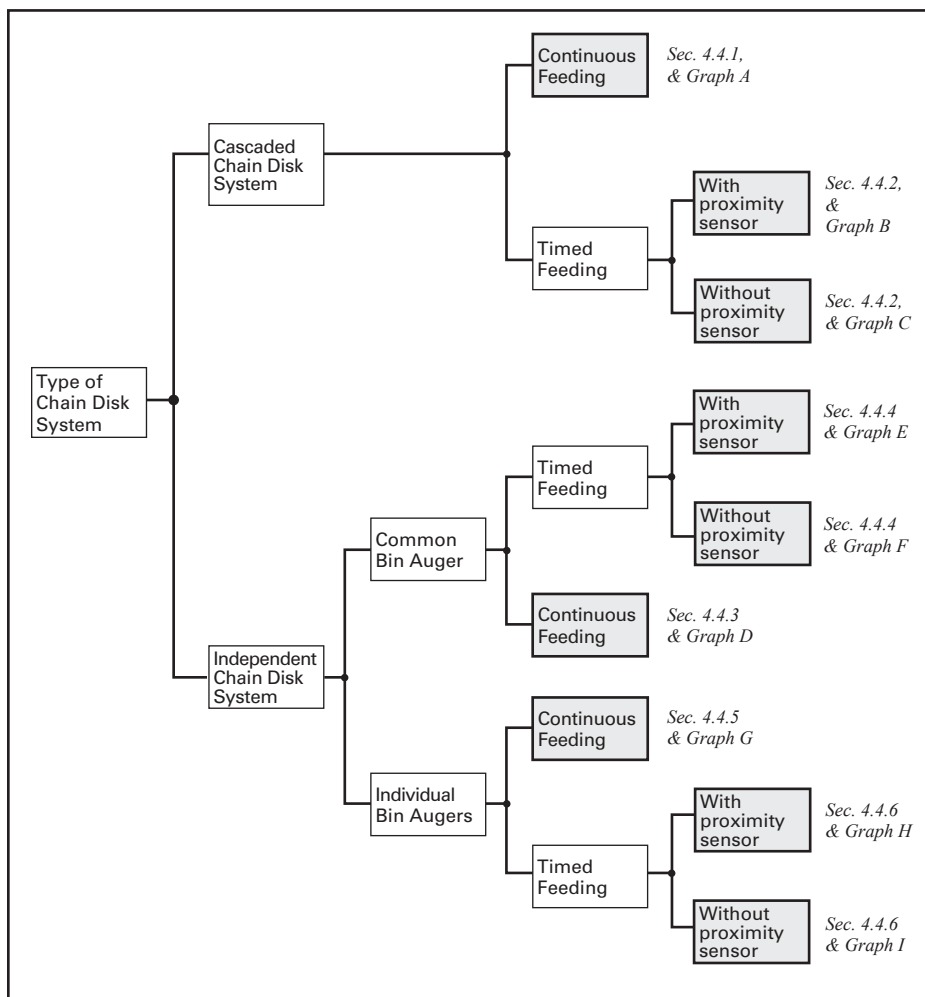 Continuous
Feeding
Sec. 4.4.1,
& Graph A
Cascaded
Chain Disk
System
With
proximity
sensor
Sec. 4.4.2,
&
Graph B
Timed
Feeding
Without
proximity
sensor
Sec. 4.4.2,
& Graph C
Type of
Chain Disk
System
With
proximity
sensor
Sec. 4.4.4
& Graph E
Timed
Feeding
Common
Bin Auger
Without
proximity
sensor
Sec. 4.4.4
& Graph F
Continuous
Feeding
Sec. 4.4.3
& Graph D
Independent
Chain Disk
System
Continuous
Feeding
Sec. 4.4.5
& Graph G
Individual
Bin Augers
With
proximity
sensor
Sec. 4.4.6
& Graph H
Timed
Feeding
Without
proximity
sensor
Sec. 4.4.6
& Graph I